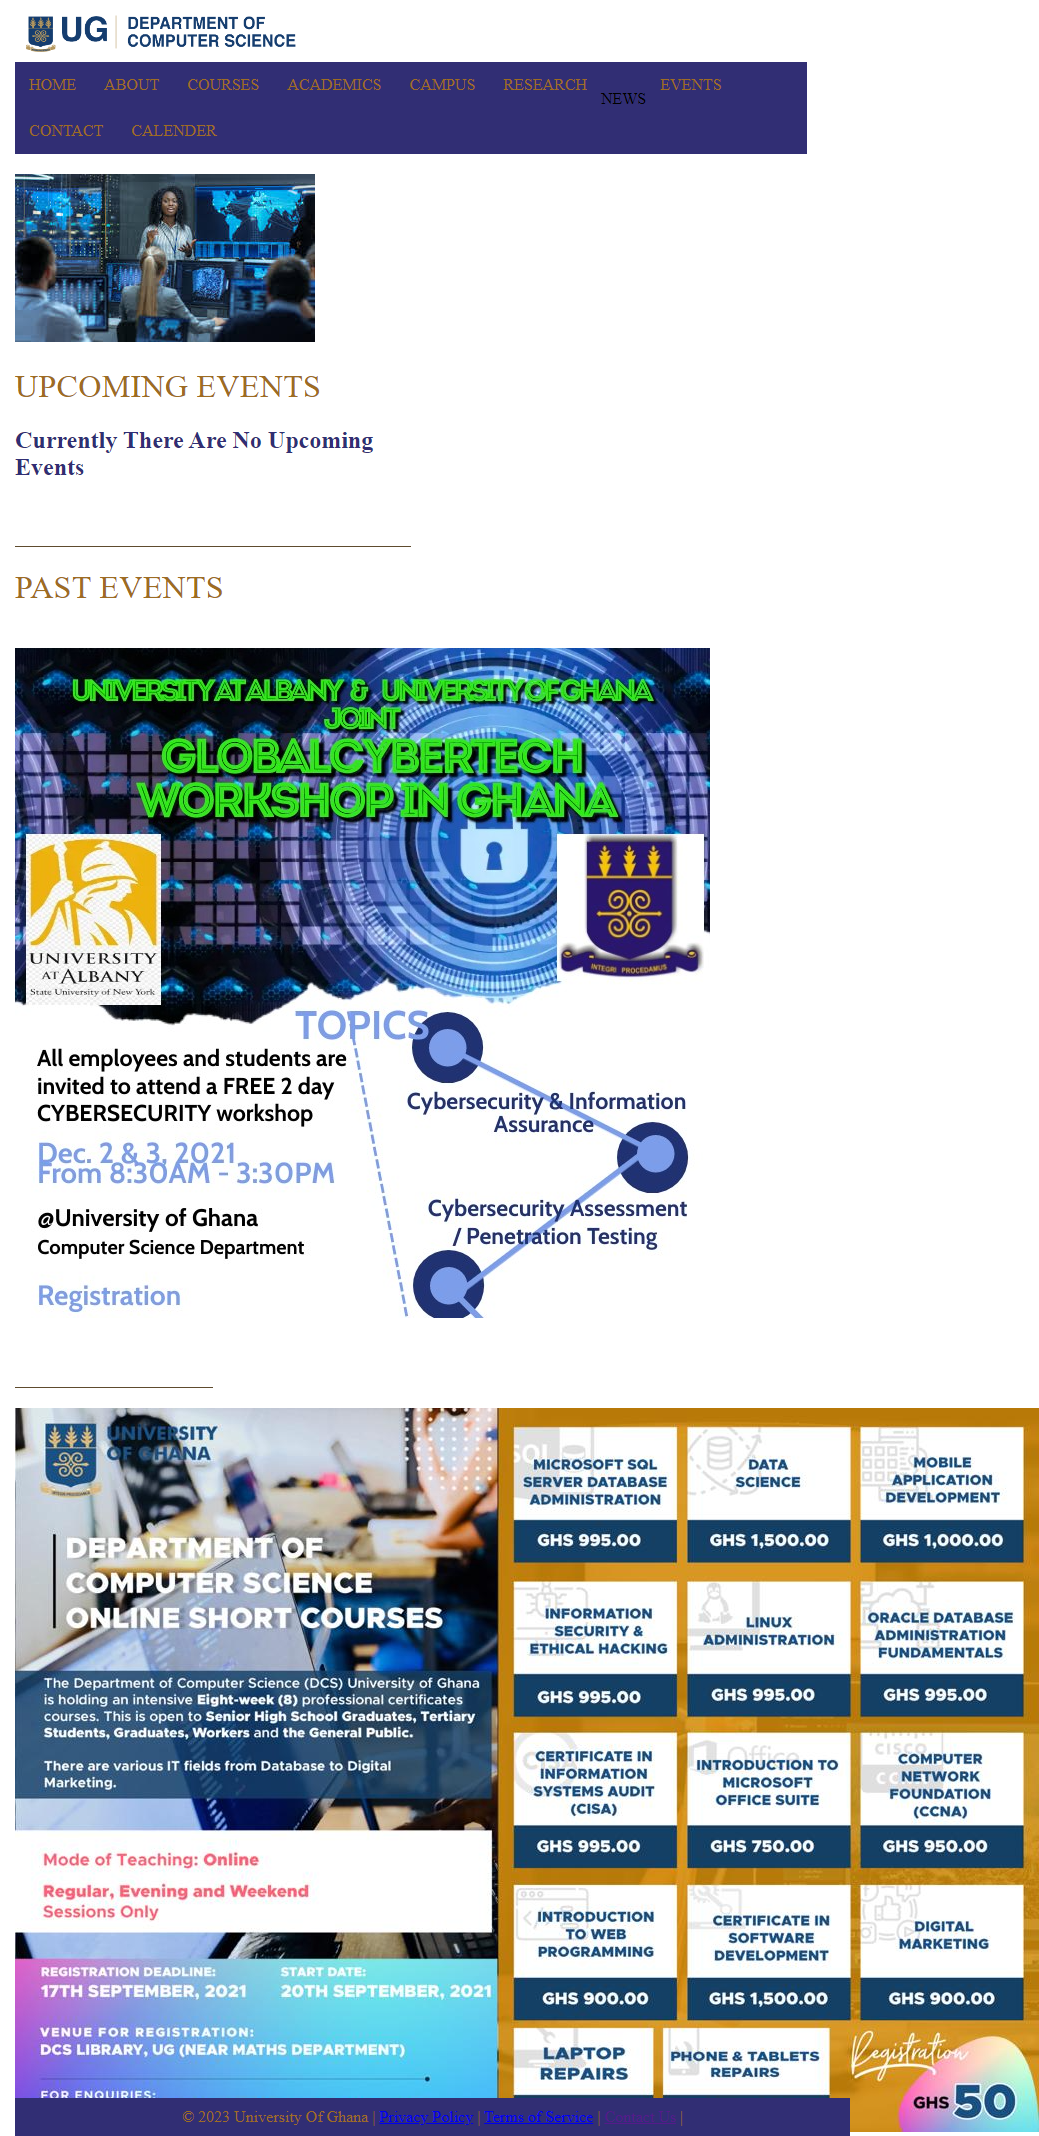 UG DEPARTMENT OF
COMPUTER SCIENCE
HOME ABOUT COURSES ACADEMICS CAMPUS RESEARCH NEWS EVENTS
CONTACT CALENDER
UPCOMING EVENTS
Currently There Are No Upcoming
Events
PAST EVENTS
UNIVERSITY AT ALBANY & UNIVERSITY OF GHANA
JOINT
GLOBALCYBERTECH
WORKSHOP IN GHANA
UNIVERSITY
AT ALBANY
State University of New York
INTEGRI PROCEDAMUS
TOPICS
All employees and students are
invited to attend a FREE 2 day
CYBERSECURITY workshop
Dec. 2 & 3, 2021
From 8:30AM - 3:30PM
@University of Ghana
Computer Science Department
Registration
Cybersecurity & Information
Assurance
Cybersecurity Assessment
/ Penetration Testing
UNIVERSITY
OF GHANA
INTEGRI PROCEDAMUS
DEPARTMENT OF
COMPUTER SCIENCE
ONLINE SHORT COURSES
The Department of Computer Science (DCS) University of Ghana
is holding an intensive Eight-week (8) professional certificates
courses. This is open to Senior High School Graduates, Tertiary
Students, Graduates, Workers and the General Public.
There are various IT fields from Database to Digital
Marketing.
Mode of Teaching: Online
Regular, Evening and Weekend
Sessions Only
REGISTRATION DEADLINE:
17TH SEPTEMBER, 2021
START DATE:
20TH SEPTEMBER, 2021
VENUE FOR REGISTRATION:
DCS LIBRARY, UG (NEAR MATHS DEPARTMENT)
FOR ENQUIRIES:
SQL
MICROSOFT SQL
SERVER DATABASE
ADMINISTRATION
GHS 995.00
DATA
SCIENCE
GHS 1,500.00
MOBILE
APPLICATION
DEVELOPMENT
GHS 1,000.00
INFORMATION
SECURITY &
ETHICAL HACKING
GHS 995.00
LINUX
ADMINISTRATION
GHS 995.00
ORACLE DATABASE
ADMINISTRATION
FUNDAMENTALS
GHS 995.00
CERTIFICATE IN
INFORMATION
SYSTEMS AUDIT
(CISA)
GHS 995.00
Office
INTRODUCTION TO
MICROSOFT
OFFICE SUITE
GHS 750.00
CISCO
COMPUTER
NETWORK
FOUNDATION
(CCNA)
GHS 950.00
INTRODUCTION
TO WEB
PROGRAMMING
GHS 900.00
CERTIFICATE IN
SOFTWARE
DEVELOPMENT
GHS 1,500.00
DIGITAL
MARKETING
GHS 900.00
LAPTOP
REPAIRS
PHONE & TABLETS
REPAIRS
Registration
GHS 50
© 2023 University Of Ghana | Privacy Policy | Terms of Service | |